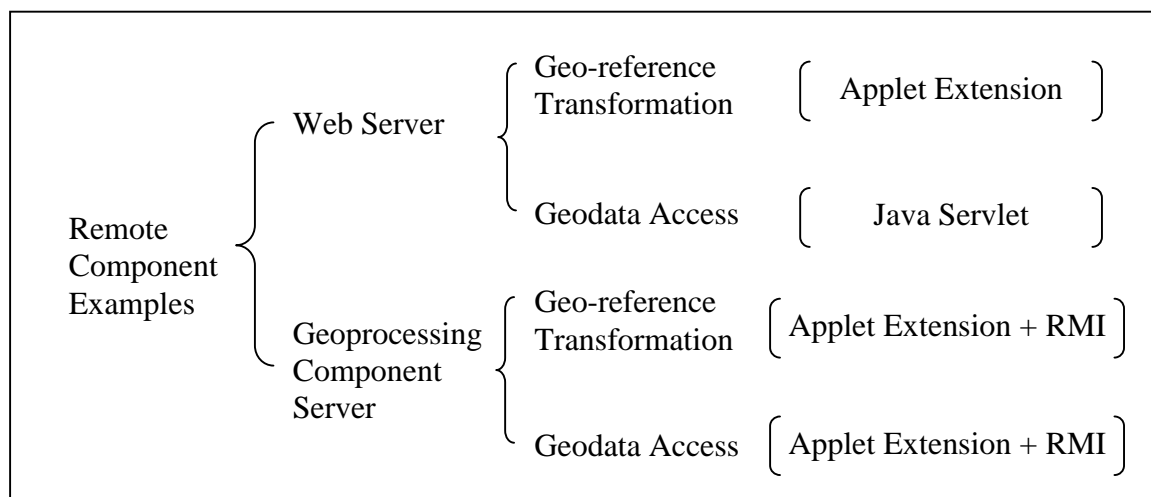 Remote
Component
Examples
Web Server
Geo-reference
Transformation
Applet Extension
Geodata Access
Java Servlet
Geoprocessing
Component
Server
Geo-reference
Transformation
Applet Extension + RMI
Geodata Access
Applet Extension + RMI